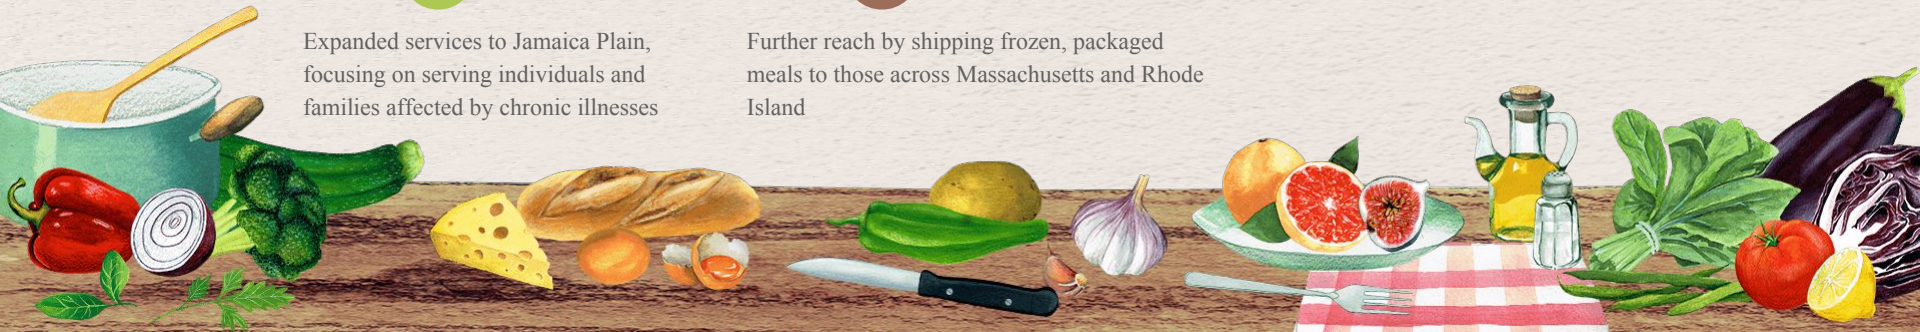 Expanded services to Jamaica Plain,
focusing on serving individuals and
families affected by chronic illnesses
Further reach by shipping frozen, packaged
meals to those across Massachusetts and Rhode
Island